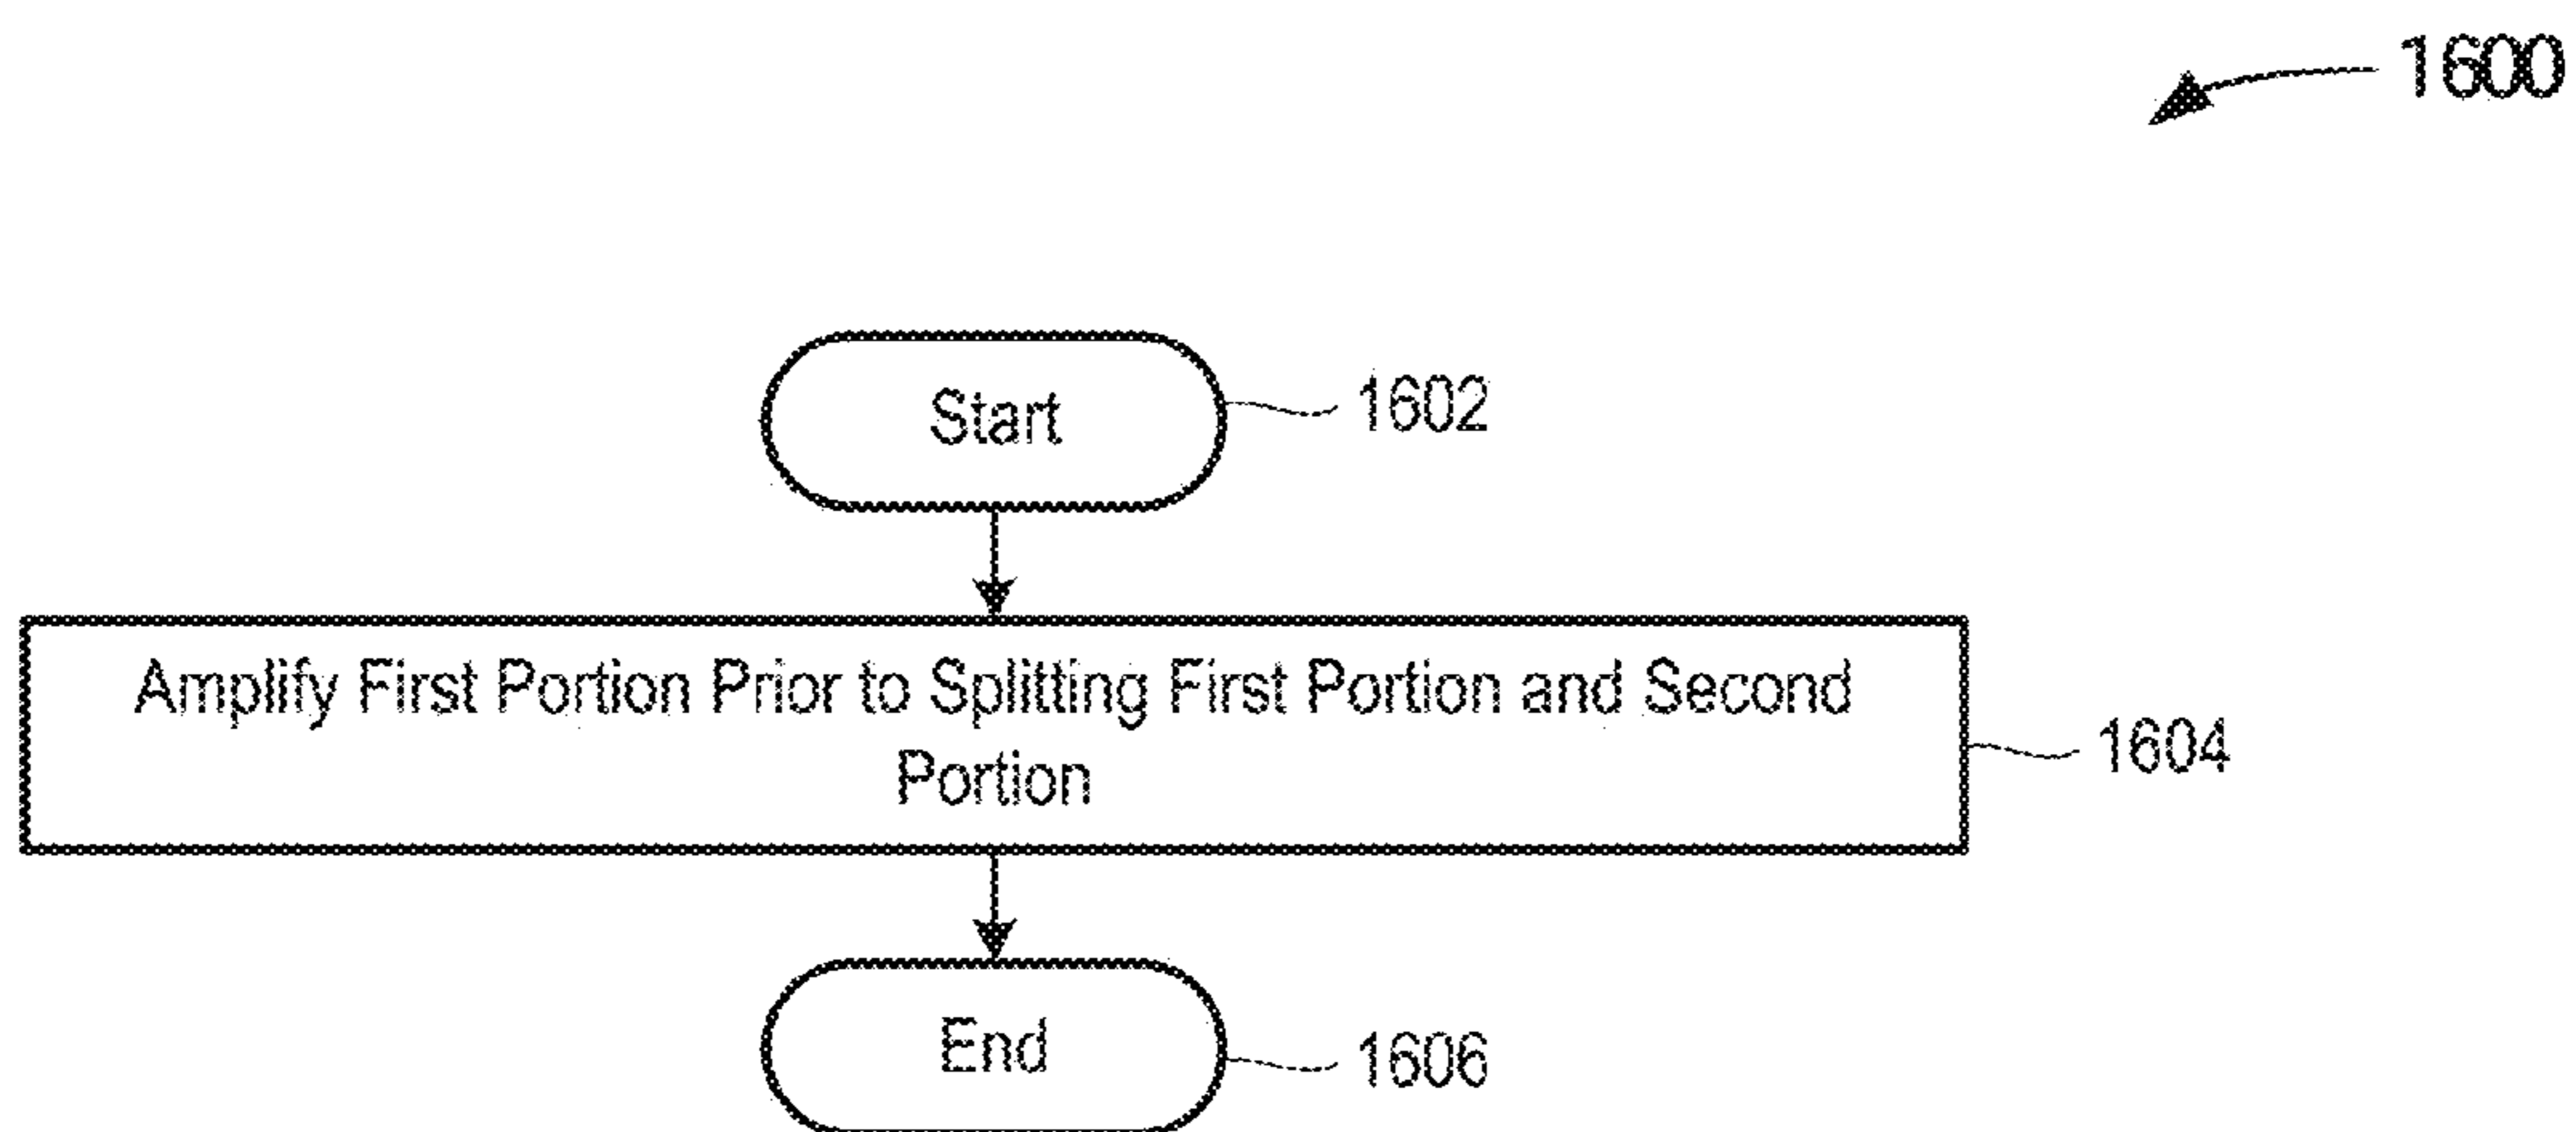 1600
Start
1602
Amplify First Portion Prior to Splitting First Portion and Second
Portion
1604
End
1606